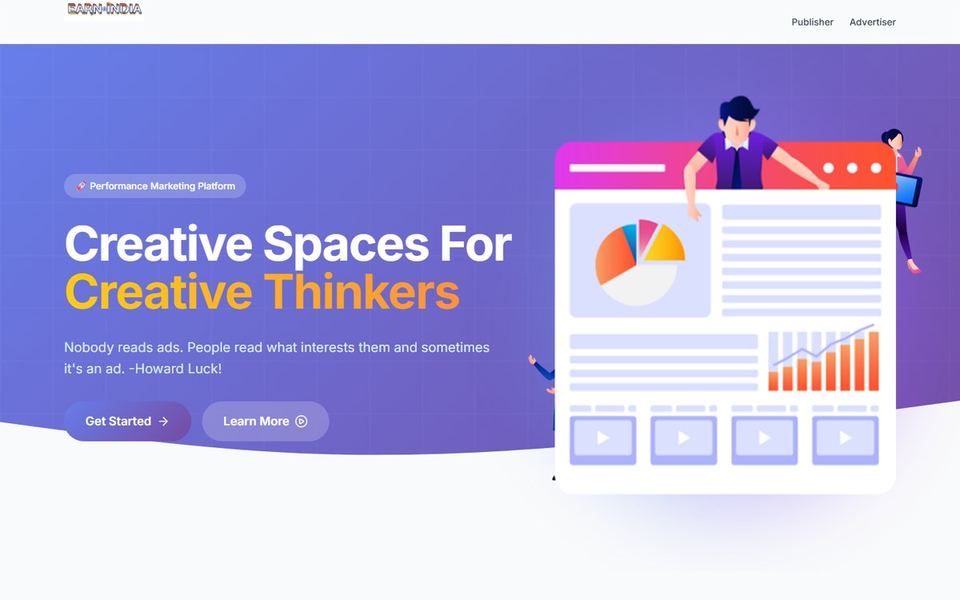 EARN INDIA
Publisher
Advertiser
Performance Marketing Platform
Creative Spaces For
Creative Thinkers
Nobody reads ads. People read what interests them and sometimes
it's an ad. -Howard Luck!
Get Started
Learn More